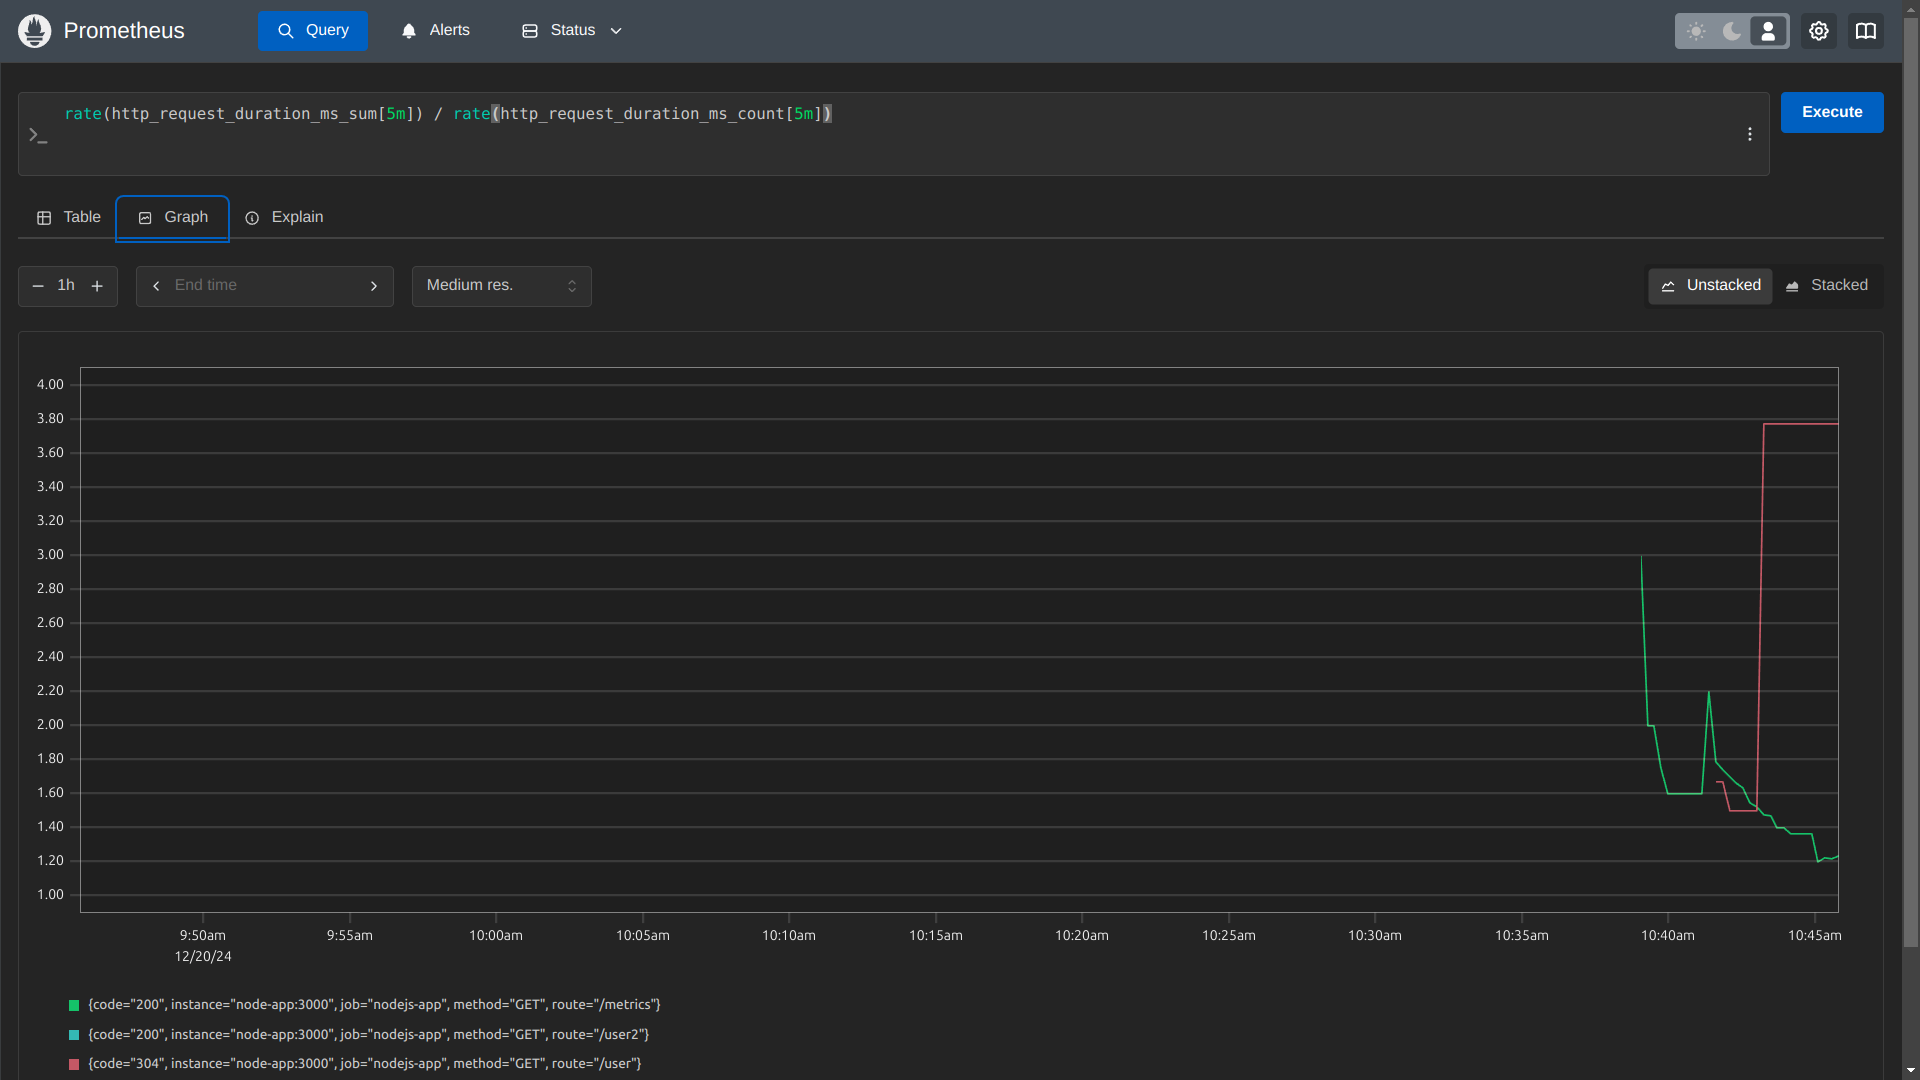 Prometheus
Query
Alerts
Status
rate(http_request_duration_ms_sum[5m]) / rate(http_request_duration_ms_count[5m])
Execute
Table
Graph
Explain
1h
End time
Medium res.
Unstacked
Stacked
4.00
3.80
3.60
3.40
3.20
3.00
2.80
2.60
2.40
2.20
2.00
1.80
1.60
1.40
1.20
1.00
9:50am 9:55am 10:00am 10:05am 10:10am 10:15am 10:20am 10:25am 10:30am 10:35am 10:40am 10:45am
12/20/24
{code="200", instance="node-app:3000", job="nodejs-app", method="GET", route="/metrics"}
{code="200", instance="node-app:3000", job="nodejs-app", method="GET", route="/user2"}
{code="304", instance="node-app:3000", job="nodejs-app", method="GET", route="/user"}